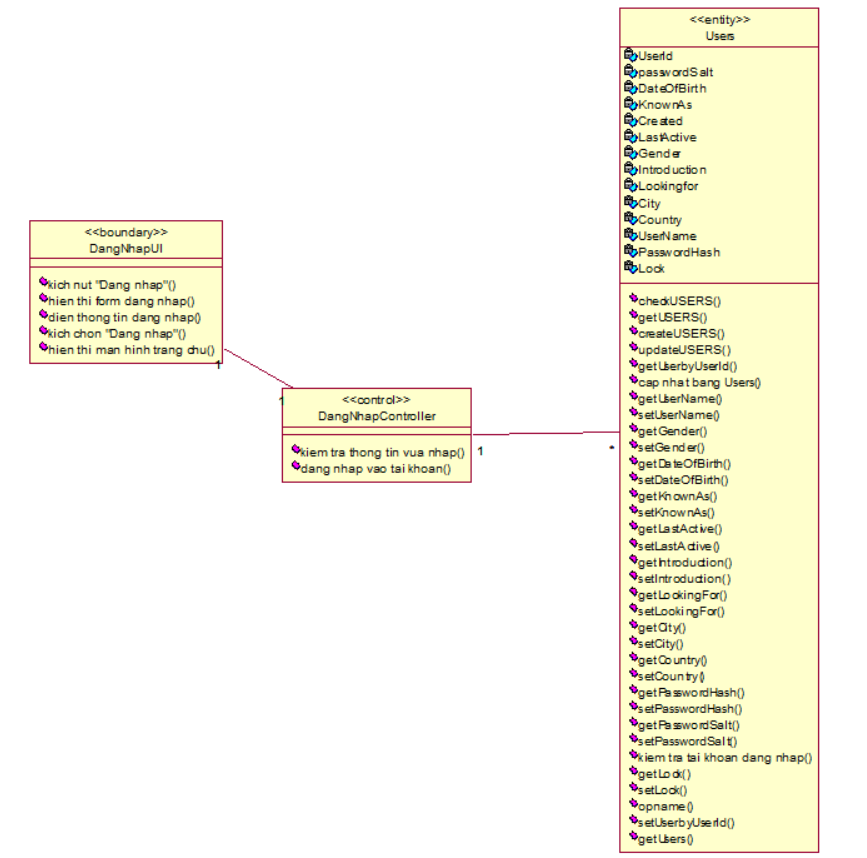 <<entity>>
Users
UserId
passwordSalt
DateOfBirth
KnownAs
Created
LastActive
Gender
Introduction
Lookingfor
City
Country
UserName
PasswordHash
Lock
checkUSERS()
getUSERS()
createUSERS()
updateUSERS()
getUserbyUserId()
cap nhat bang Users()
getUserName()
setUserName()
getGender()
setGender()
getDateOfBirth()
setDateOfBirth()
getKnownAs()
setKnownAs()
getLastActive()
setLastActive()
getIntroduction()
setIntroduction()
getLookingFor()
setLookingFor()
getCity()
setCity()
getCountry()
setCountry()
getPasswordHash()
setPasswordHash()
getPasswordSalt()
setPasswordSalt()
kiem tra tai khoan dang nhap()
getLock()
setLock()
opname()
setUserbyUserId()
getUsers()
<<boundary>>
DangNhapUI
kich nut "Dang nhap"()
hien thi form dang nhap()
dien thong tin dang nhap()
kich chon "Dang nhap"()
hien thi man hinh trang chu()
1
1
<<control>>
DangNhapController
kiem tra thong tin vua nhap()
dang nhap vao tai khoan()
1
*